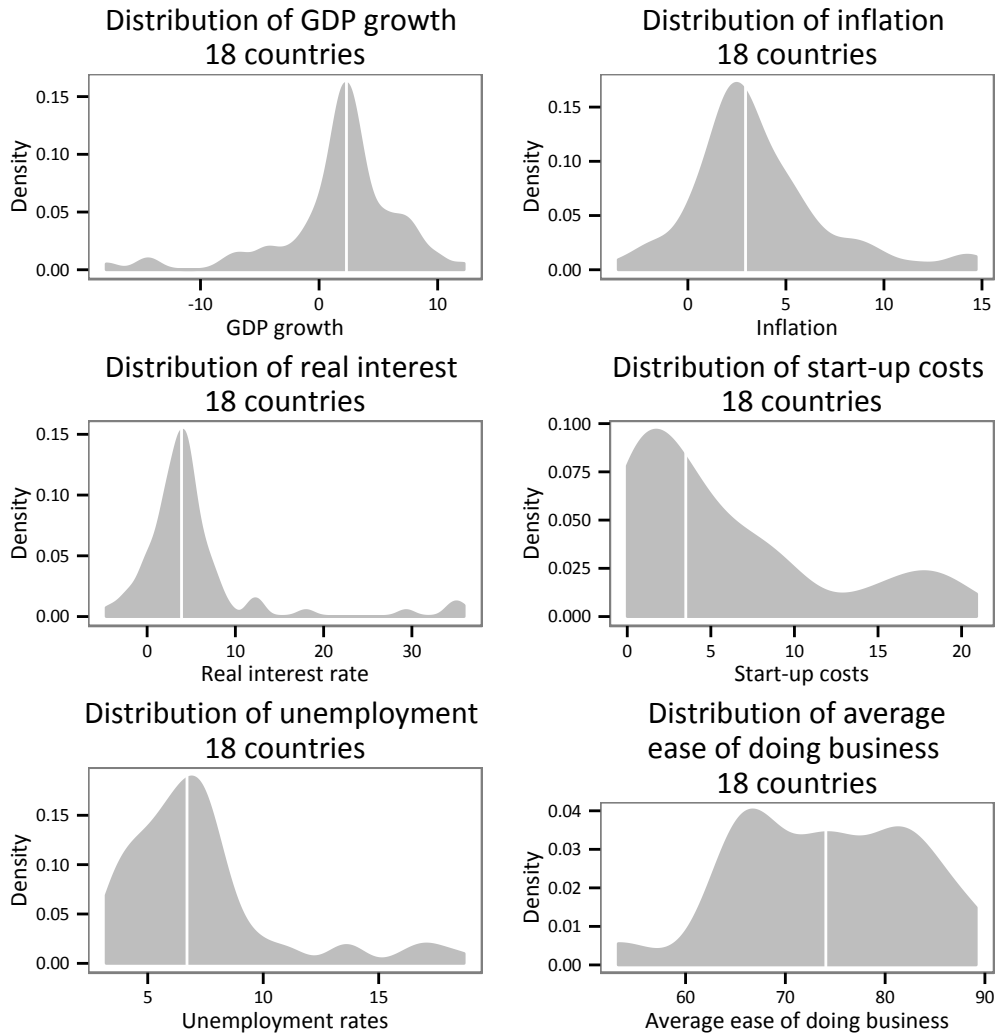 Distribution of GDP growth
18 countries
0.15
0.10
0.05
0.00
Density
-10
0
10
GDP growth
Distribution of inflation
18 countries
0.15
0.10
0.05
0.00
Density
0
5
10
15
Inflation
Distribution of real interest
18 countries
0.15
0.10
0.05
0.00
Density
0
10
20
30
Real interest rate
Distribution of start-up costs
18 countries
0.100
0.075
0.050
0.025
0.000
Density
0
5
10
15
20
Start-up costs
Distribution of unemployment
18 countries
0.15
0.10
0.05
0.00
Density
5
10
15
Unemployment rates
Distribution of average
ease of doing business
18 countries
0.04
0.03
0.02
0.01
0.00
Density
60
70
80
90
Average ease of doing business